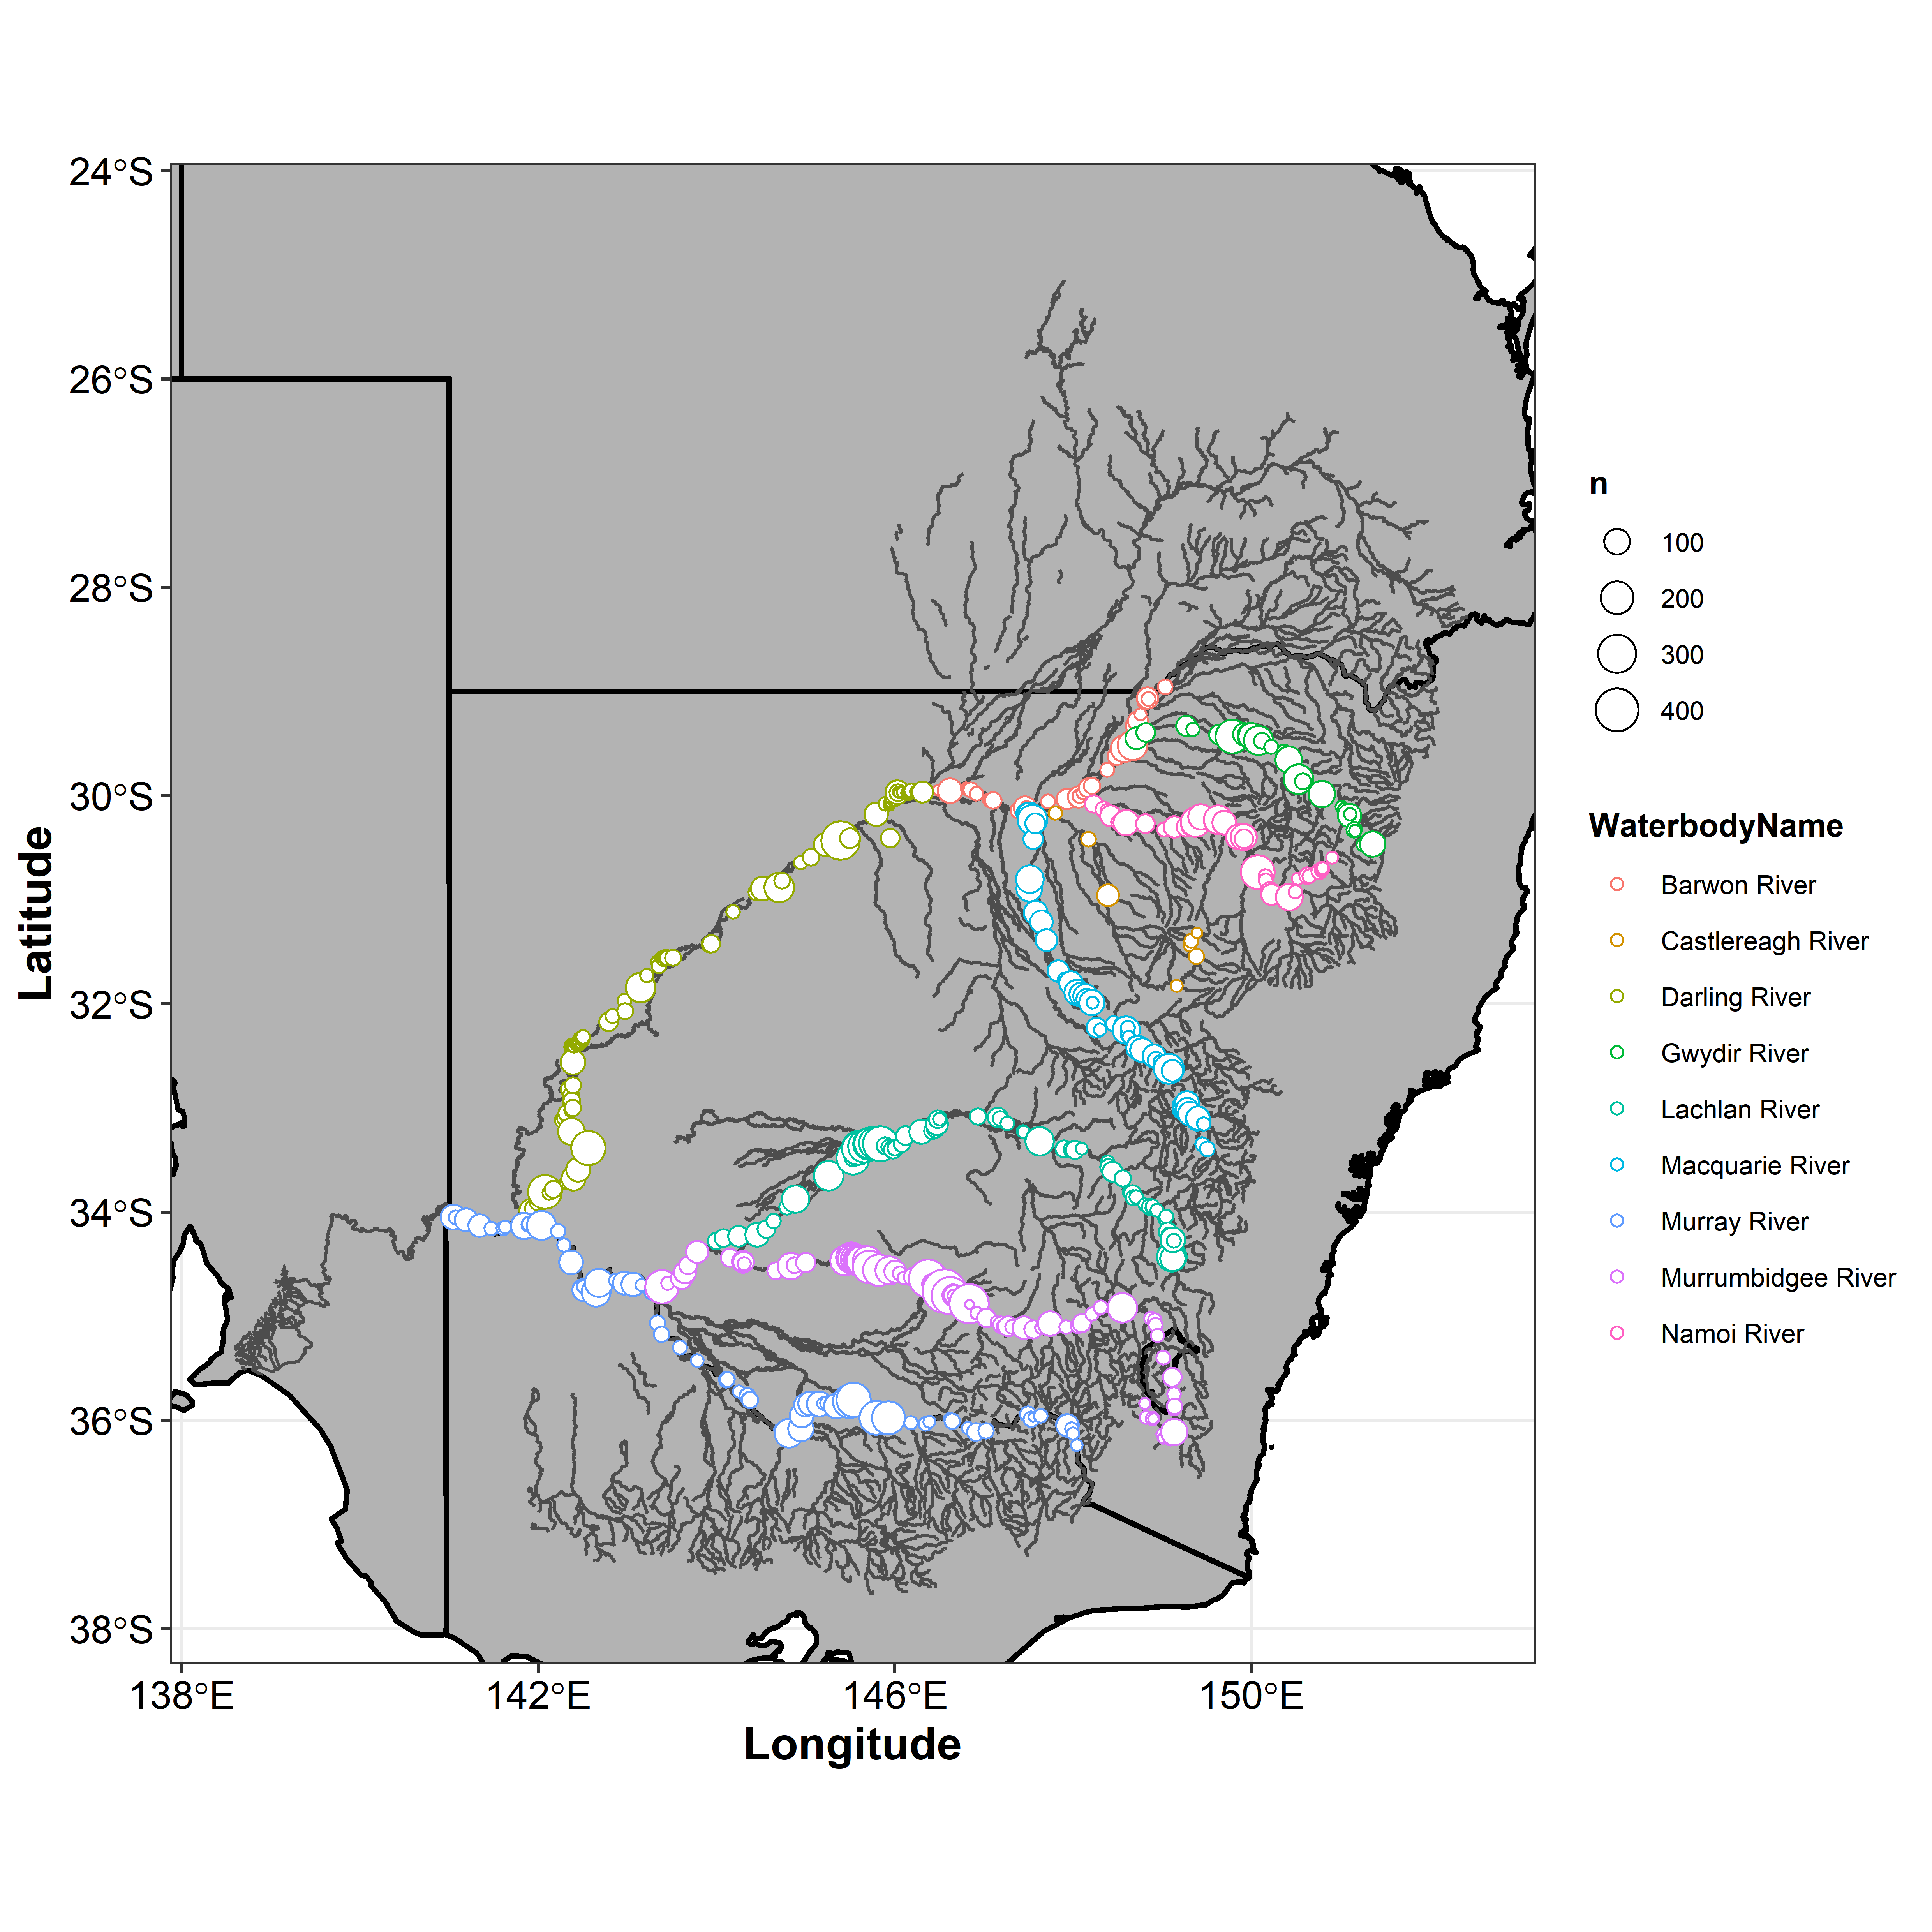 24°S
26°S
28°S
30°S
32°S
34°S
36°S
38°S
Latitude
138°E 142°E 146°E 150°E
Longitude
n
100
200
300
400
WaterbodyName
Barwon River
Castlereagh River
Darling River
Gwydir River
Lachlan River
Macquarie River
Murray River
Murrumbidgee River
Namoi River